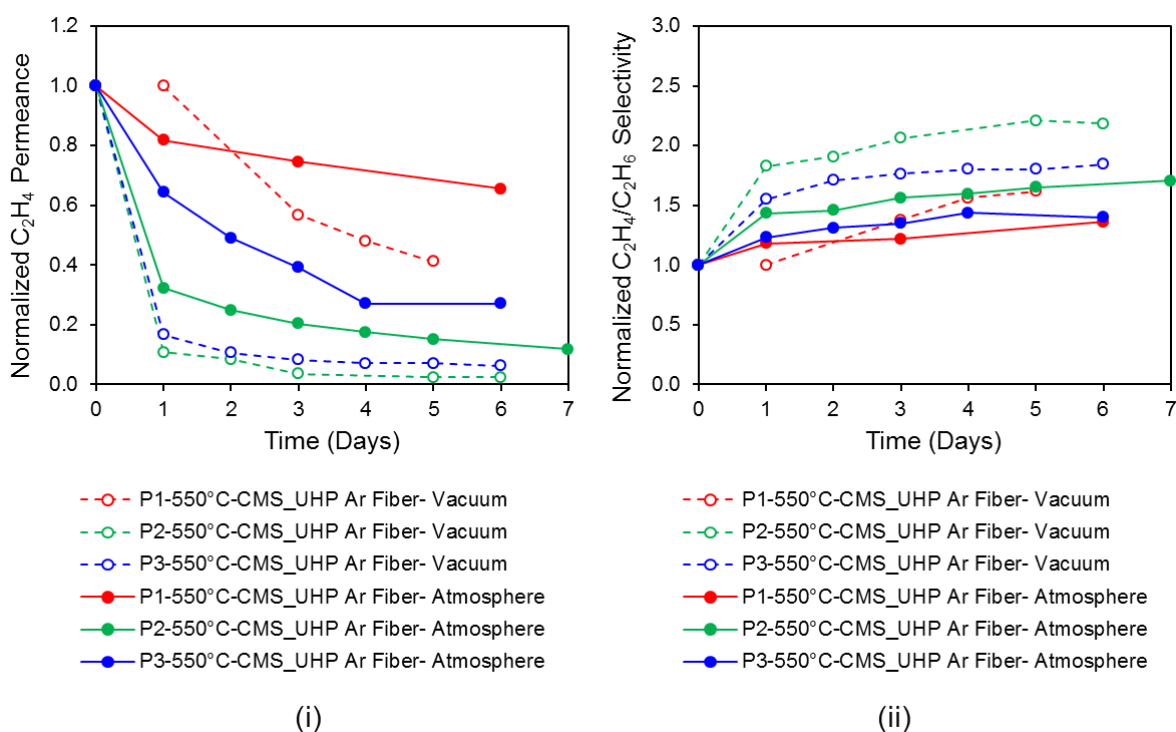 Normalized C₂H₄ Permeance
1.2
1.0
0.8
0.6
0.4
0.2
0.0
0 1 2 3 4 5 6 7
Time (Days)
P1-550°C-CMS_UHP Ar Fiber- Vacuum
P2-550°C-CMS_UHP Ar Fiber- Vacuum
P3-550°C-CMS_UHP Ar Fiber- Vacuum
P1-550°C-CMS_UHP Ar Fiber- Atmosphere
P2-550°C-CMS_UHP Ar Fiber- Atmosphere
P3-550°C-CMS_UHP Ar Fiber- Atmosphere
(i)
Normalized C₂H₄/C₂H₆ Selectivity
3.0
2.5
2.0
1.5
1.0
0.5
0.0
0 1 2 3 4 5 6 7
Time (Days)
P1-550°C-CMS_UHP Ar Fiber- Vacuum
P2-550°C-CMS_UHP Ar Fiber- Vacuum
P3-550°C-CMS_UHP Ar Fiber- Vacuum
P1-550°C-CMS_UHP Ar Fiber- Atmosphere
P2-550°C-CMS_UHP Ar Fiber- Atmosphere
P3-550°C-CMS_UHP Ar Fiber- Atmosphere
(ii)